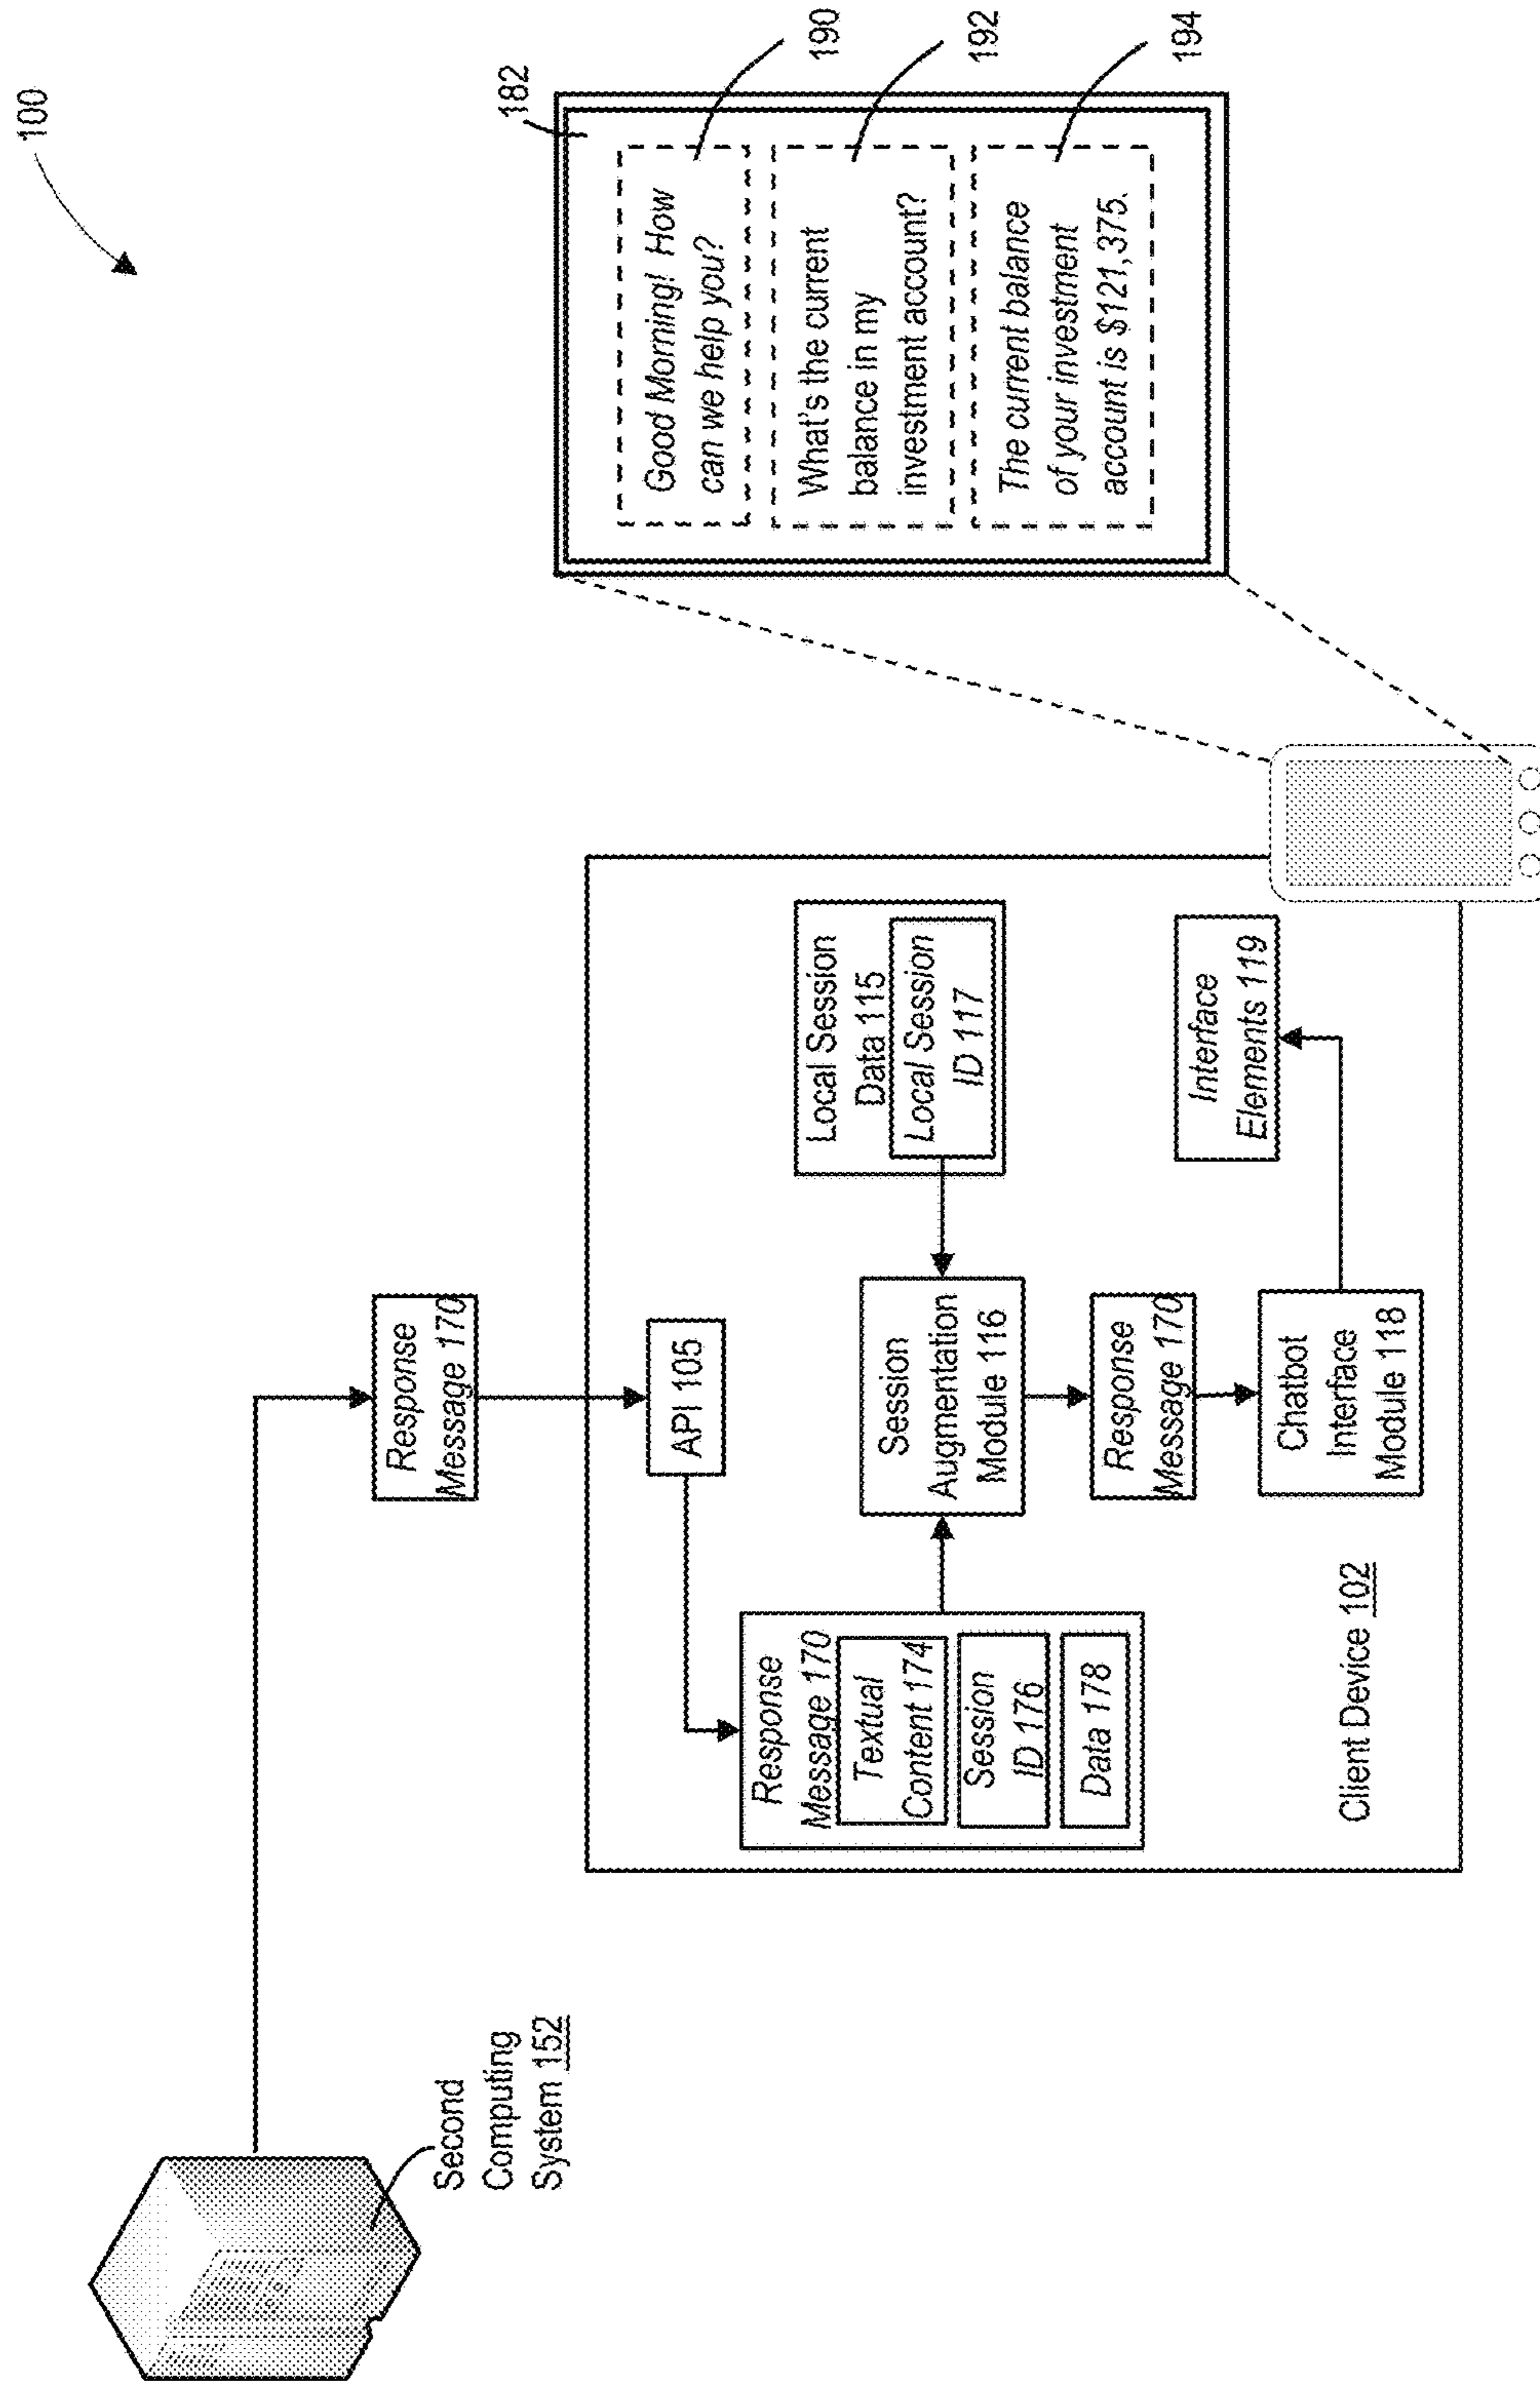 100
Second
Computing
System 152
Response
Message 170
API 105
Response
Message 170
Textual
Content 174
Session
ID 176
Data 178
Session
Augmentation
Module 116
Local Session
Data 115
Local Session
ID 117
Response
Message 170
Chatbot
Interface
Module 118
Interface
Elements 119
Client Device 102
182
Good Morning! How
can we help you?
190
What's the current
balance in my
investment account?
192
The current balance
of your investment
account is $121,375.
194